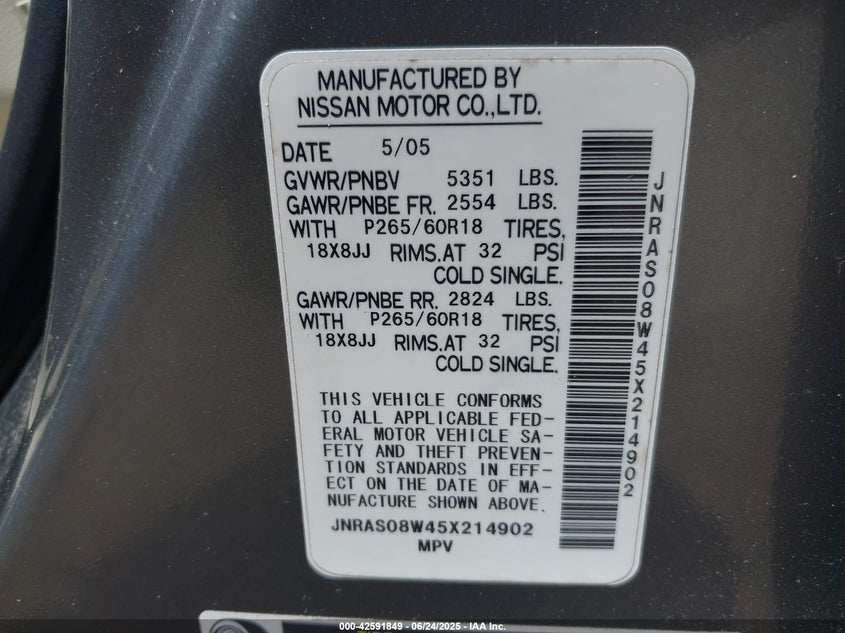 MANUFACTURED BY
NISSAN MOTOR CO.,LTD.
DATE 5/05
GVWR/PNBV 5351 LBS.
GAWR/PNBE FR. 2554 LBS.
WITH P265/60R18 TIRES,
18X8JJ RIMS.AT 32 PSI
COLD SINGLE.
GAWR/PNBE RR. 2824 LBS.
WITH P265/60R18 TIRES,
18X8JJ RIMS.AT 32 PSI
COLD SINGLE.
THIS VEHICLE CONFORMS
TO ALL APPLICABLE FED-
ERAL MOTOR VEHICLE SA-
FETY AND THEFT PREVEN-
TION STANDARDS IN EFF-
ECT ON THE DATE OF MA-
NUFACTURE SHOWN ABOVE.
JNRAS08W45X214902
MPV
JNRAS08W45X214902
000-42591849 - 06/24/2025 - IAA Inc.